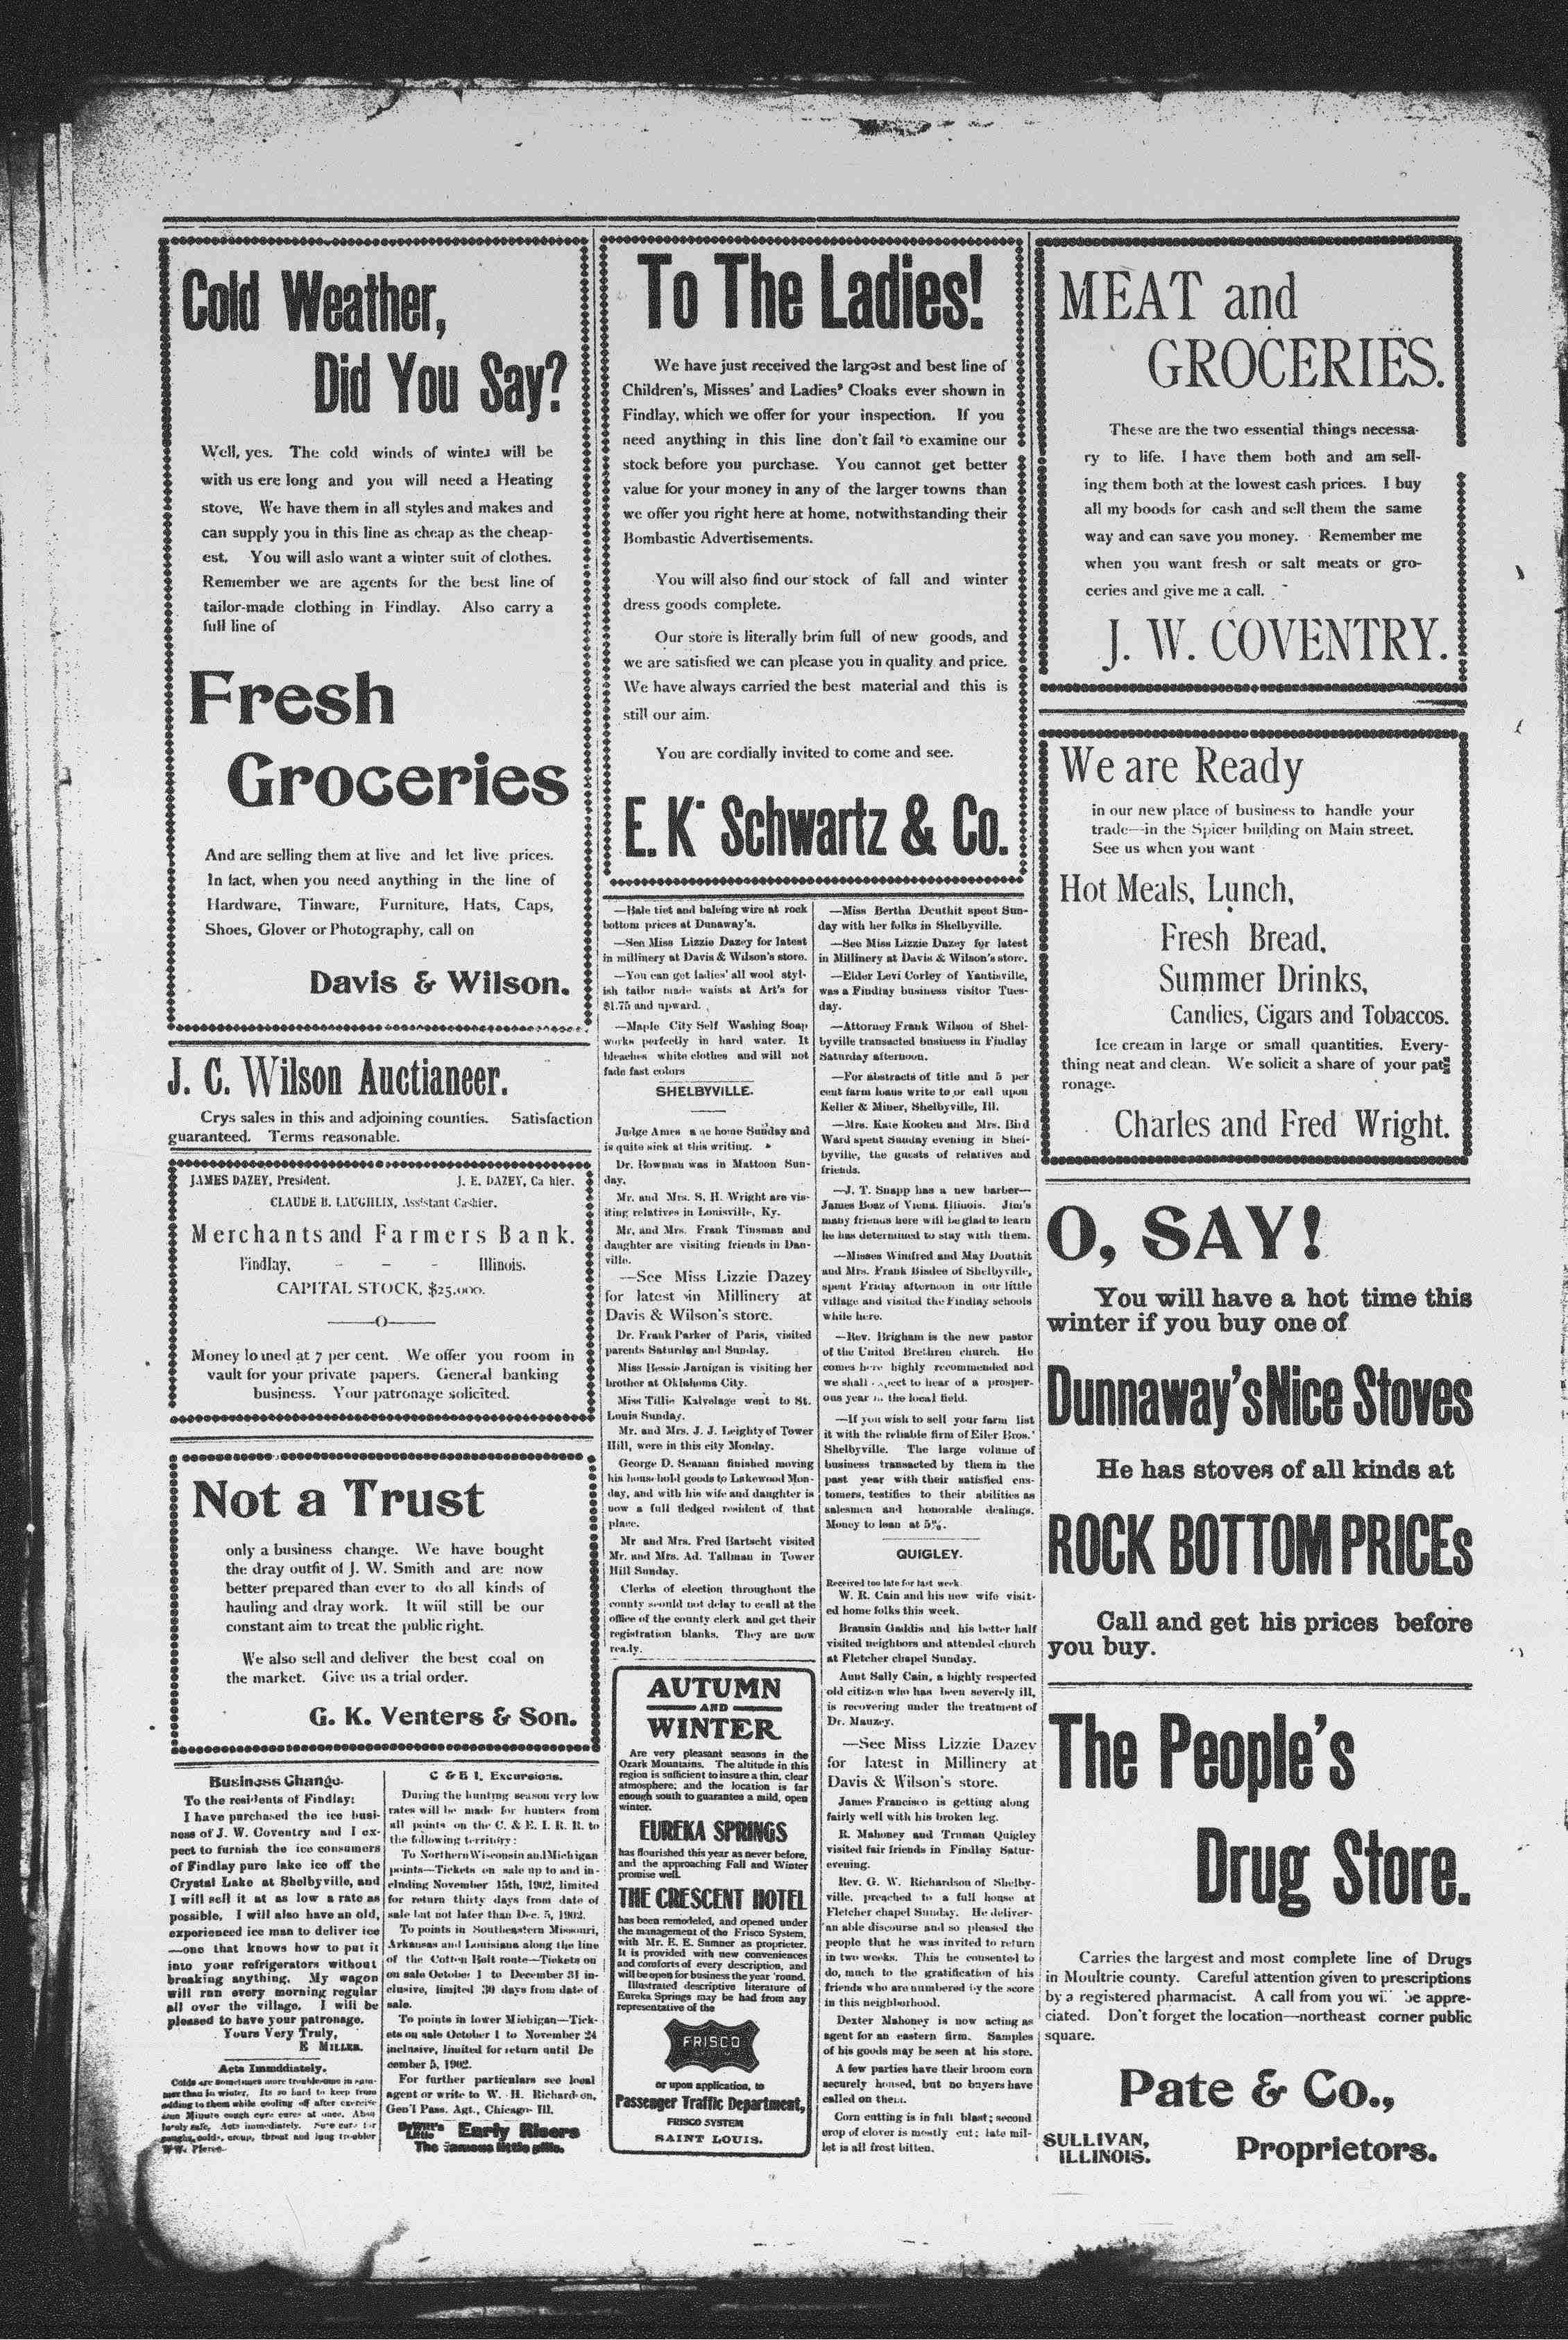 Cold Weather,
Did You Say?
Well, yes. The cold winds of winter will be
with us ere long and you will need a Heating
stove, We have them in all styles and makes and
can supply you in this line as cheap as the cheap-
est. You will aslo want a winter suit of clothes.
Remember we are agents for the best line of
tailor-made clothing in Findlay. Also carry a
full line of
Fresh
Groceries
And are selling them at live and let live prices.
In fact, when you need anything in the line of
Hardware, Tinware, Furniture, Hats, Caps,
Shoes, Glover or Photography, call on
Davis & Wilson.
J. C. Wilson Auctianeer.
Crys sales in this and adjoining counties. Satisfaction
guaranteed. Terms reasonable.
JAMES DAZEY, President. J. E. DAZEY, Ca hier.
CLAUDE B. LAUGHLIN, Assistant Cashier.
Merchants and Farmers Bank.
Findlay, - - - Illinois.
CAPITAL STOCK, $25,000.
——O——
Money lo ined at 7 per cent. We offer you room in
vault for your private papers. General banking
business. Your patronage solicited.
Not a Trust
only a business change. We have bought
the dray outfit of J. W. Smith and are now
better prepared than ever to do all kinds of
hauling and dray work. It wiil still be our
constant aim to treat the public right.
We also sell and deliver the best coal on
the market. Give us a trial order.
G. K. Venters & Son.
Business Change.
To the residents of Findlay:
I have purchased the ice busi-
ness of J. W. Coventry and I ex-
pect to furnish the ice consumers
of Findlay pure lake ice off the
Crystal Lake at Shelbyville, and
I will sell it at as low a rate as
possible. I will also have an old,
experienced ice man to deliver ice
—one that knows how to put it
into your refrigerators without
breaking anything. My wagon
will run every morning regular
all over the village. I will be
pleased to have your patronage.
Yours Very Truly,
E MILLER.
Acts Immddiately.
Colds are sometimes more troublesome in sum-
mer than in winter, Its so hard to keep from
adding to them while cooling off after exercise
One Minute cough cure cures at once. Abso
lutely safe. Acts immediately. Sure cure for
coughs, colds, croup, throat and lung troubles
W W. Pierce
C & E I. Excursions.
During the hunting season very low
rates will be made for hunters from
all points on the C. & E. I. R. R. to
the following territory:
To Northern Wisconsin and Michigan
points—Tickets on sale up to and in-
clnding November 15th, 1902, limited
for return thirty days from date of
sale but not later than Dec. 5, 1902.
To points in Southeastern Missouri,
Arkansas and Louisiana along the line
of the Cotton Belt route—Tickets on
on sale October 1 to December 31 in-
clusive, limited 30 days from date of
sale.
To points in lower Michigan—Tick-
ets on sale October 1 to November 24
inclusive, limited for return until De
cember 5, 1902.
For further particulars see local
agent or write to W. H. Richardson,
Gen'l Pass. Agt., Chicago Ill.
DeWitt's Little Early Risers
The famous little pills.
To The Ladies!
We have just received the largest and best line of
Children's, Misses' and Ladies' Cloaks ever shown in
Findlay, which we offer for your inspection. If you
need anything in this line don't fail to examine our
stock before you purchase. You cannot get better
value for your money in any of the larger towns than
we offer you right here at home, notwithstanding their
Bombastic Advertisements.
You will also find our stock of fall and winter
dress goods complete.
Our store is literally brim full of new goods, and
we are satisfied we can please you in quality and price.
We have always carried the best material and this is
still our aim.
You are cordially invited to come and see.
E. K. Schwartz & Co.
—Bale tiet and baleing wire at rock
bottom prices at Dunaway's.
—See Miss Lizzie Dazey for latest
in millinery at Davis & Wilson's store.
—You can get ladies' all wool styl-
ish tailor made waists at Art's for
$1.75 and upward.
—Maple City Self Washing Soap
works perfectly in hard water. It
bleaches white clothes and will not
fade fast colors
SHELBYVILLE.
Judge Ames a ne home Sunday and
is quite sick at this writing.
Dr. Bowman was in Mattoon Sun-
day.
Mr. and Mrs. S. H. Wright are vis-
iting relatives in Lonisville, Ky.
Mr, and Mrs. Frank Tinsman and
daughter are visiting friends in Dan-
ville.
—See Miss Lizzie Dazey
for latest in Millinery at
Davis & Wilson's store.
Dr. Frank Parker of Paris, visited
parents Saturday and Sunday.
Miss Bessie Jarnigan is visiting her
brother at Oklahoma City.
Miss Tillie Kalvelage went to St.
Louis Sunday.
Mr. and Mrs. J. J. Leighty of Tower
Hill, were in this city Monday.
George D. Seaman finished moving
his household goods to Lakewood Mon-
day, and with his wife and daughter is
now a full fledged resident of that
place.
Mr and Mrs. Fred Bartscht visited
Mr. and Mrs. Ad. Tallman in Tower
Hill Sunday.
Clerks of election throughout the
county should not delay to ccall at the
office of the county clerk and get their
registration blanks. They are now
ready.
AUTUMN
AND
WINTER
Are very pleasant seasons in the
Ozark Mountains. The altitude in this
region is sufficient to insure a thin, clear
atmosphere; and the location is far
enough south to guarantee a mild, open
winter.
EUREKA SPRINGS
has flourished this year as never before,
and the approaching Fall and Winter
promise well.
THE CRESCENT HOTEL
has been remodeled, and opened under
the management of the Frisco System,
with Mr. E. E. Sumner as proprieter.
It is provided with new conveniences
and comforts of every description, and
will be open for business the year 'round.
Illustrated descriptive literature of
Eureka Springs may be had from any
representative of the
FRISCO
or upon application, to
Passenger Traffic Department,
FRISCO SYSTEM
SAINT LOUIS.
—Miss Bertha Douthit spent Sun-
day with her folks in Shelbyville.
—See Miss Lizzie Dazey for latest
in Millinery at Davis & Wilson's store.
—Elder Levi Corley of Yantisville,
was a Findlay business visitor Tues-
day.
—Attorney Frank Wilson of Shel-
byville transacted business in Findlay
Saturday afternoon.
—For abstracts of title and 5 per
cent farm loans write to or call upon
Keller & Miner, Shelbyville, Ill.
—Mrs. Kate Kooken and Mrs. Bird
Ward spent Sunday evening in Shel-
byville, the guests of relatives and
friends.
—J. T. Snapp has a new barber—
James Boaz of Viena. Illinois. Jim's
many friends here will be glad to learn
he has determined to stay with them.
—Misses Winifred and May Douthit
and Mrs. Frank Bisdee of Shelbyville,
spent Friday afternoon in our little
village and visited the Findlay schools
while here.
—Rev. Brigham is the new pastor
of the United Brethren church. He
comes here highly recommended and
we shall expect to hear of a prosper-
ous year in the local field.
—If you wish to sell your farm list
it with the reliable firm of Eiler Bros.'
Shelbyville. The large volume of
business transacted by them in the
past year with their satisfied cus-
tomers, testifies to their abilities as
salesmen and honorable dealings.
Money to loan at 5%.
QUIGLEY.
Received too late for last week.
W. R. Cain and his new wife visit-
ed home folks this week.
Bransin Gaddis and his better half
visited neighbors and attended church
at Fletcher chapel Sunday.
Aunt Sally Cain, a highly respected
old citizen who has been severely ill,
is recovering under the treatment of
Dr. Mauzey.
—See Miss Lizzie Dazey
for latest in Millinery at
Davis & Wilson's store.
James Francisco is getting along
fairly well with his broken leg.
R. Mahoney and Truman Quigley
visited fair friends in Findlay Satur-
evening.
Rev. G. W. Richardson of Shelby-
ville, preached to a full house at
Fletcher chapel Sunday. He deliver-
an able discourse and so pleased the
people that he was invited to return
in two weeks. This he consented to
do, much to the gratification of his
friends who are numbered by the score
in this neighborhood.
Dexter Mahoney is now acting as
agent for an eastern firm. Samples
of his goods may be seen at his store.
A few parties have their broom corn
securely housed, but no buyers have
called on them.
Corn cutting is in full blast; second
crop of clover is mostly cut; late mil-
let is all frost bitten.
MEAT and
GROCERIES.
These are the two essential things necessa-
ry to life. I have them both and am sell-
ing them both at the lowest cash prices. I buy
all my boods for cash and sell them the same
way and can save you money. Remember me
when you want fresh or salt meats or gro-
ceries and give me a call.
J. W. COVENTRY.
We are Ready
in our new place of business to handle your
trade—in the Spicer building on Main street.
See us when you want
Hot Meals, Lunch,
Fresh Bread,
Summer Drinks,
Candies, Cigars and Tobaccos.
Ice cream in large or small quantities. Every-
thing neat and clean. We solicit a share of your pat-
ronage.
Charles and Fred Wright.
O, SAY!
You will have a hot time this
winter if you buy one of
Dunnaway's Nice Stoves
He has stoves of all kinds at
ROCK BOTTOM PRICEs
Call and get his prices before
you buy.
The People's
Drug Store.
Carries the largest and most complete line of Drugs
in Moultrie county. Careful attention given to prescriptions
by a registered pharmacist. A call from you wi be appre-
ciated. Don't forget the location—northeast corner public
square.
Pate & Co.,
SULLIVAN,
ILLINOIS.
Proprietors.